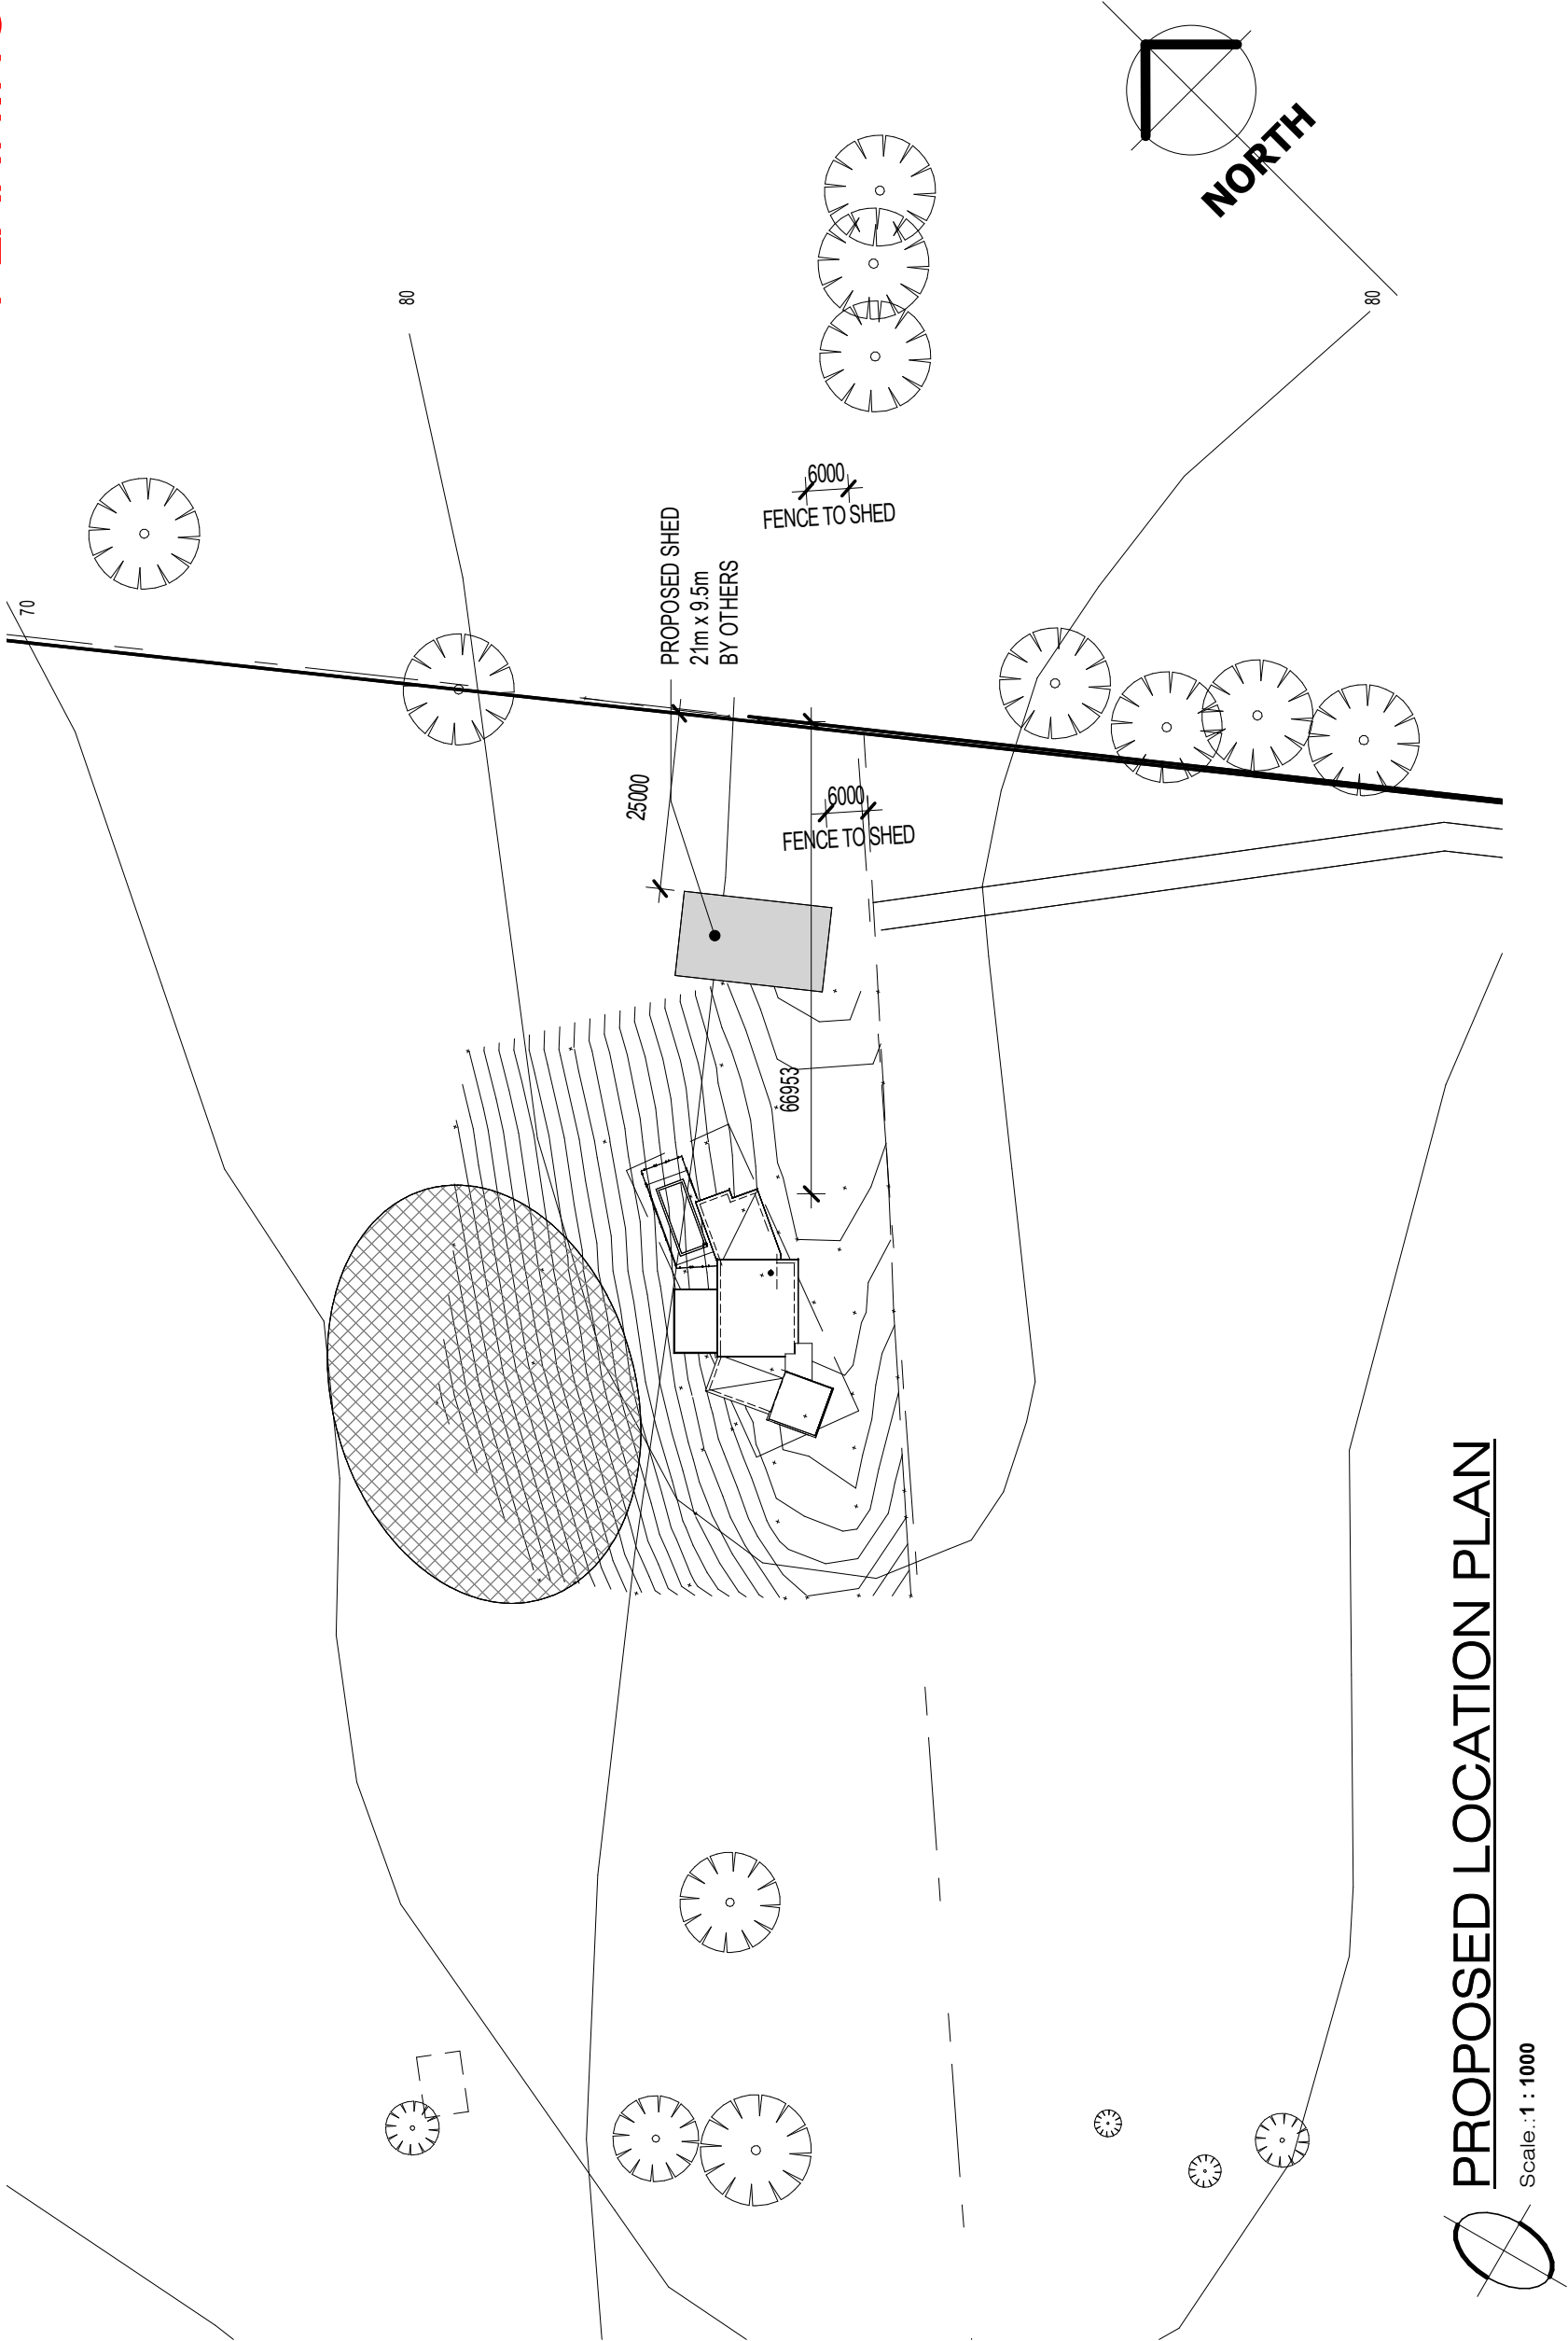 NORTH
80
80
70
6000
FENCE TO SHED
PROPOSED SHED
21m x 9.5m
BY OTHERS
25000
6000
FENCE TO SHED
66953
PROPOSED LOCATION PLAN
Scale.:1 : 1000